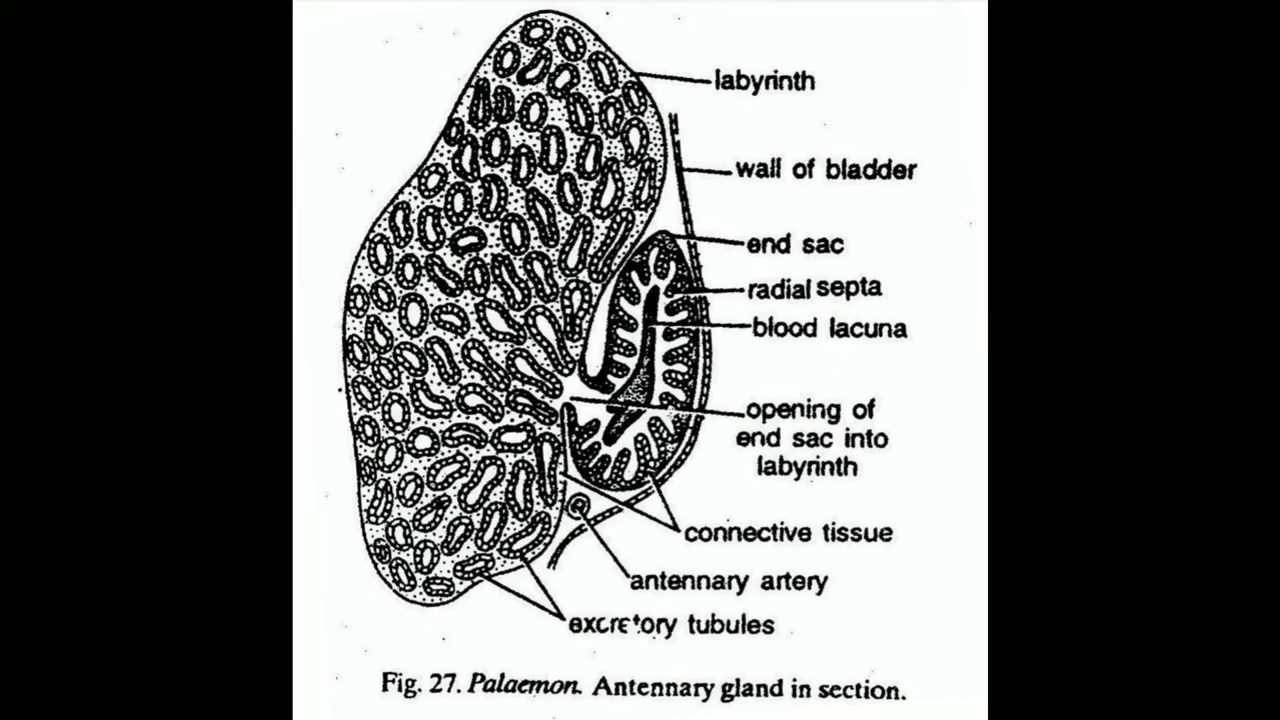 labyrinth
wall of bladder
end sac
radial septa
blood lacuna
opening of
end sac into
labyrinth
connective tissue
antennary artery
excretory tubules
Fig. 27. Palaemon. Antennary gland in section.